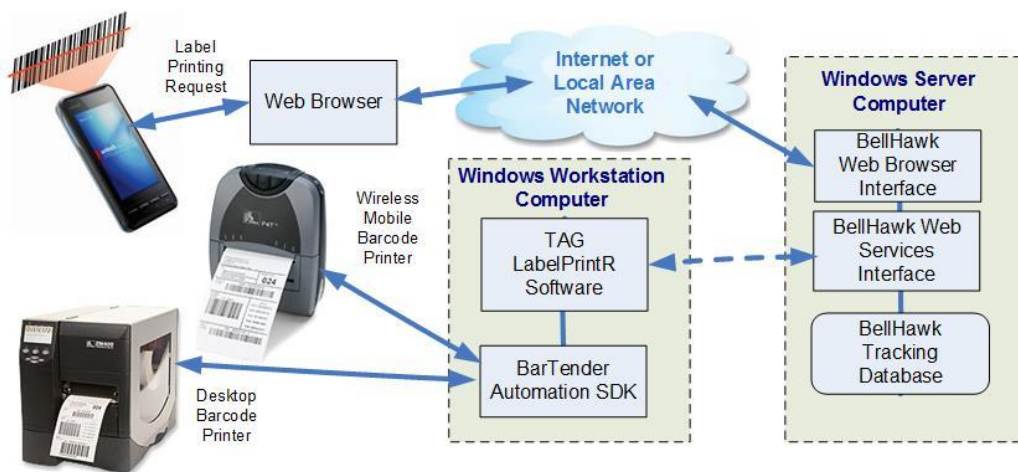 Label
Printing
Request
Web Browser
Internet or
Local Area
Network
Windows Server
Computer
BellHawk
Web Browser
Interface
BellHawk Web
Services
Interface
BellHawk
Tracking
Database
Windows Workstation
Computer
TAG
LabelPrintR
Software
BarTender
Automation SDK
Wireless
Mobile
Barcode
Printer
024
Desktop
Barcode
Printer